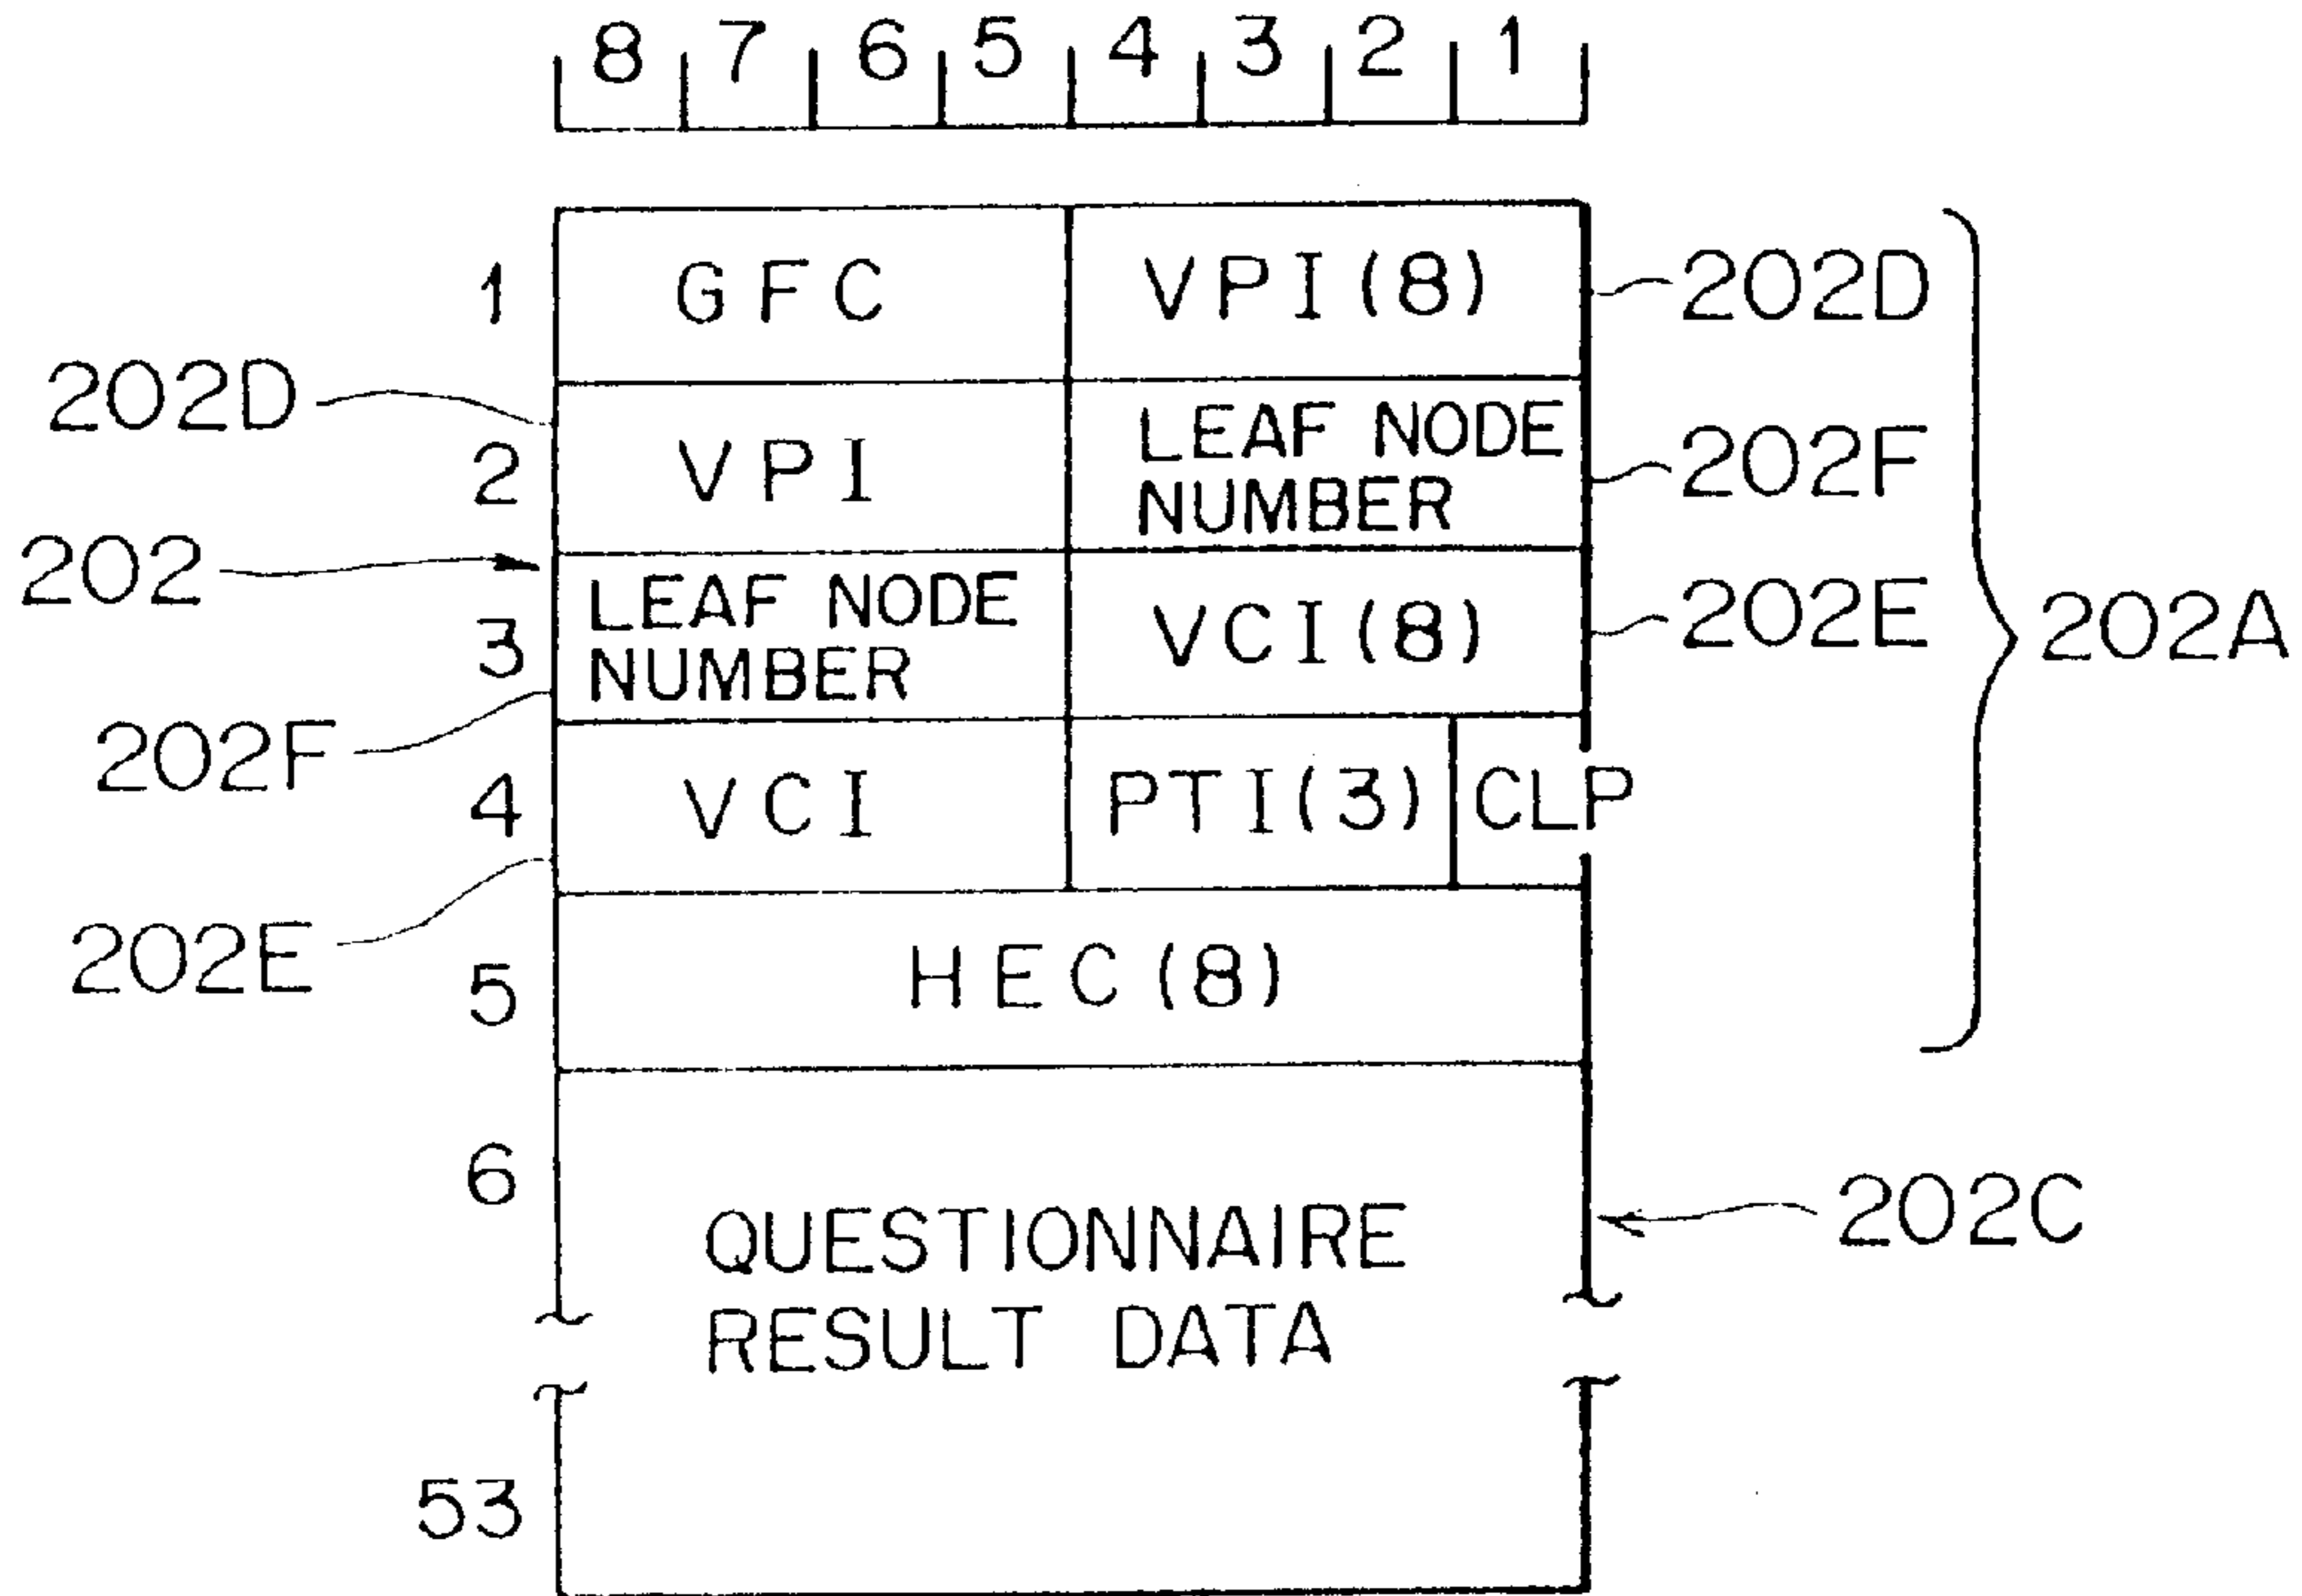 8 7 6 5 4 3 2 1
1 GFC VPI(8) 202D
202D
2 VPI LEAF NODE NUMBER 202F
202
3 LEAF NODE NUMBER VCI(8) 202E
202A
202F
4 VCI PTI(3) CLP
202E
5 HEC(8)
6
202C
QUESTIONNAIRE
RESULT DATA
53